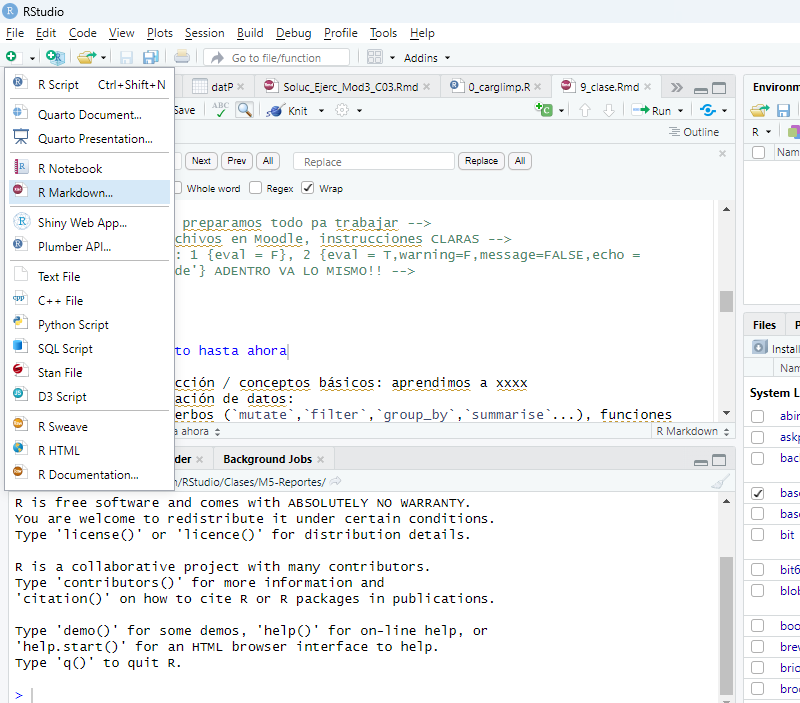 RStudio
File Edit Code View Plots Session Build Debug Profile Tools Help
Go to file/function Addins
R Script Ctrl+Shift+N
Quarto Document...
Quarto Presentation...
R Notebook
R Markdown...
Shiny Web App...
Plumber API...
Text File
C++ File
Python Script
SQL Script
Stan File
D3 Script
R Sweave
R HTML
R Documentation...
datP Soluc_Ejerc_Mod3_C03.Rmd 0_carglimp.R 9_clase.Rmd
Save ABC Knit Run
Outline
Next Prev All Replace Replace All
Whole word Regex Wrap
preparamos todo pa trabajar -->
chivos en Moodle, instrucciones CLARAS -->
: 1 {eval = F}, 2 {eval = T,warning=F,message=FALSE,echo =
de'} ADENTRO VA LO MISMO!! -->
to hasta ahora
cción / conceptos básicos: aprendimos a xxxx
ación de datos:
erbos (`mutate`,`filter`,`group_by`,`summarise`...), funciones
a ahora R Markdown
der Background Jobs
/RStudio/Clases/M5-Reportes/
R is free software and comes with ABSOLUTELY NO WARRANTY.
You are welcome to redistribute it under certain conditions.
Type 'license()' or 'licence()' for distribution details.
R is a collaborative project with many contributors.
Type 'contributors()' for more information and
'citation()' on how to cite R or R packages in publications.
Type 'demo()' for some demos, 'help()' for on-line help, or
'help.start()' for an HTML browser interface to help.
Type 'q()' to quit R.
>
Environm
R
Nam
Files P
Install
Nam
System L
abin
askp
bac
base
base
bit
bit6
blob
boo
brew
bric
broo